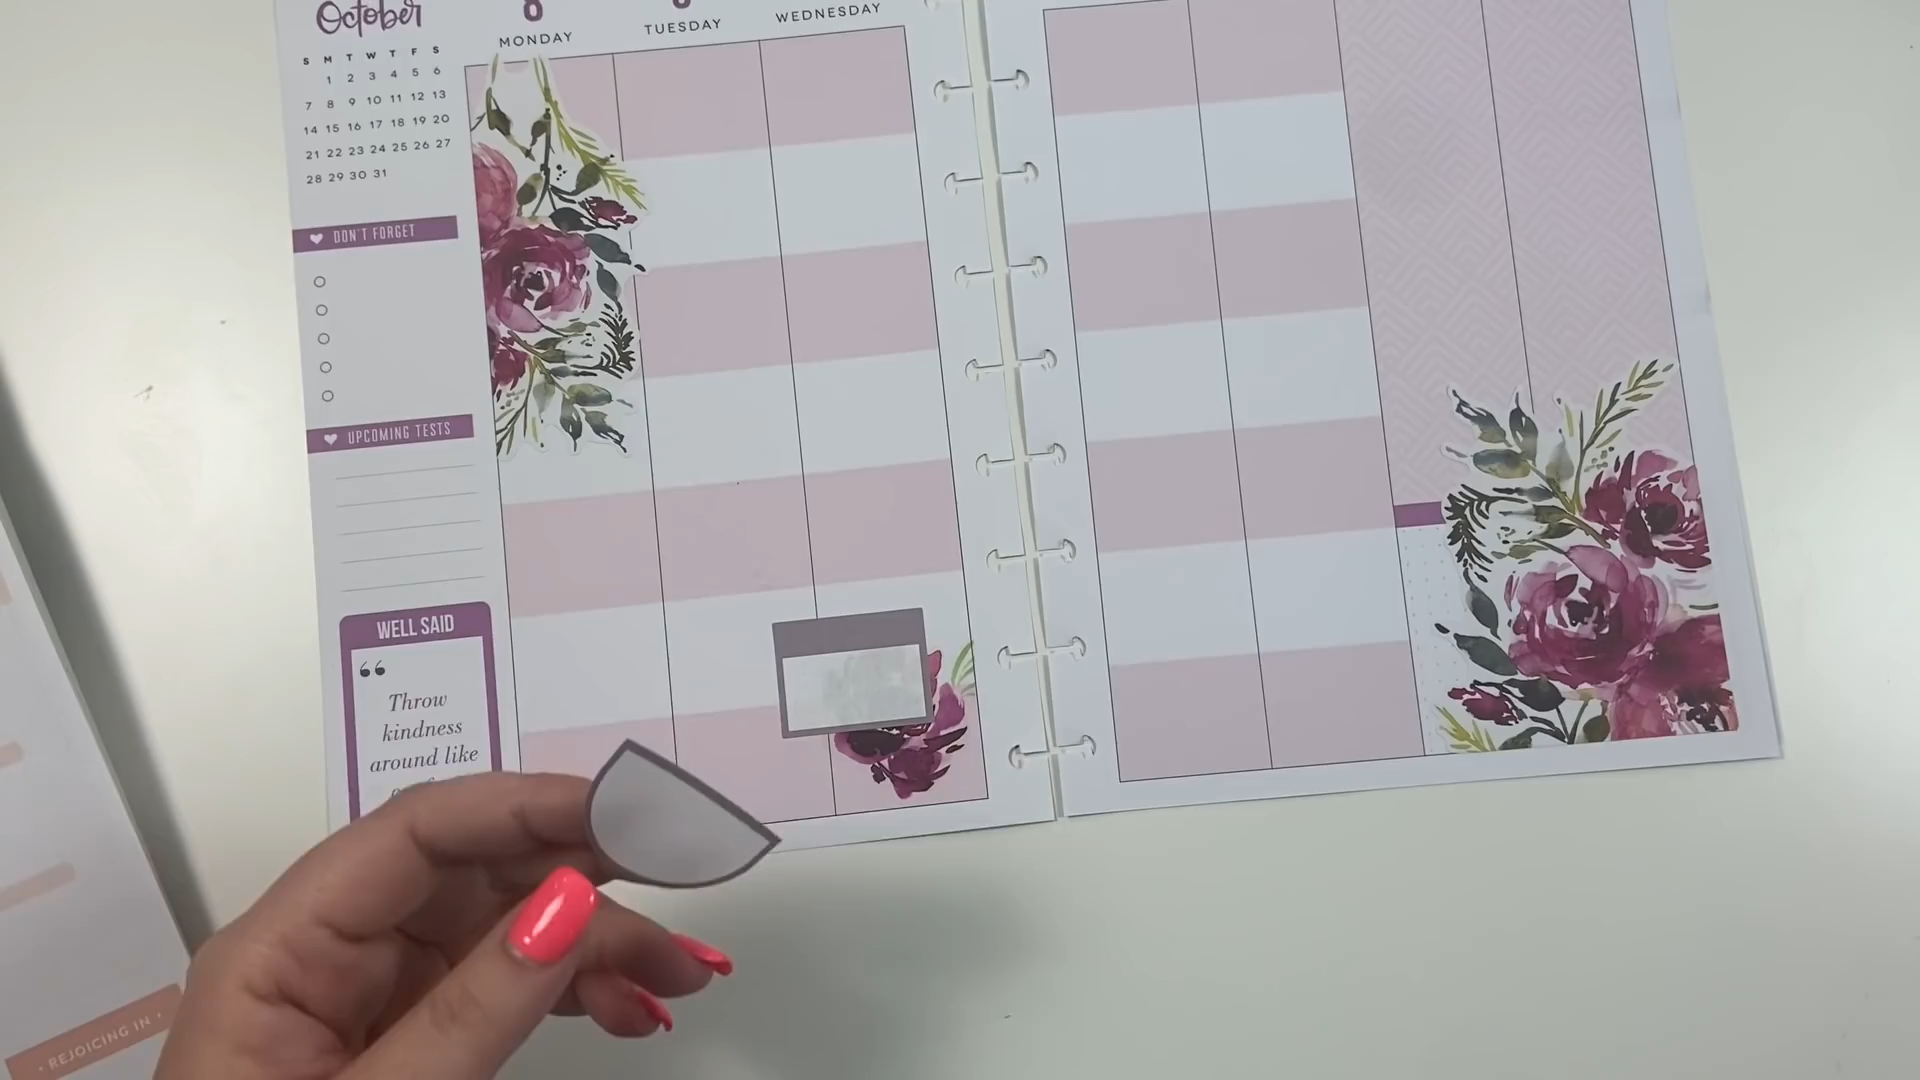 October
S M T W T F S
1 2 3 4 5 6
7 8 9 10 11 12 13
14 15 16 17 18 19 20
21 22 23 24 25 26 27
28 29 30 31
MONDAY
TUESDAY
WEDNESDAY
DON'T FORGET
UPCOMING TESTS
WELL SAID
“
Throw
kindness
around like
• REJOICING IN •